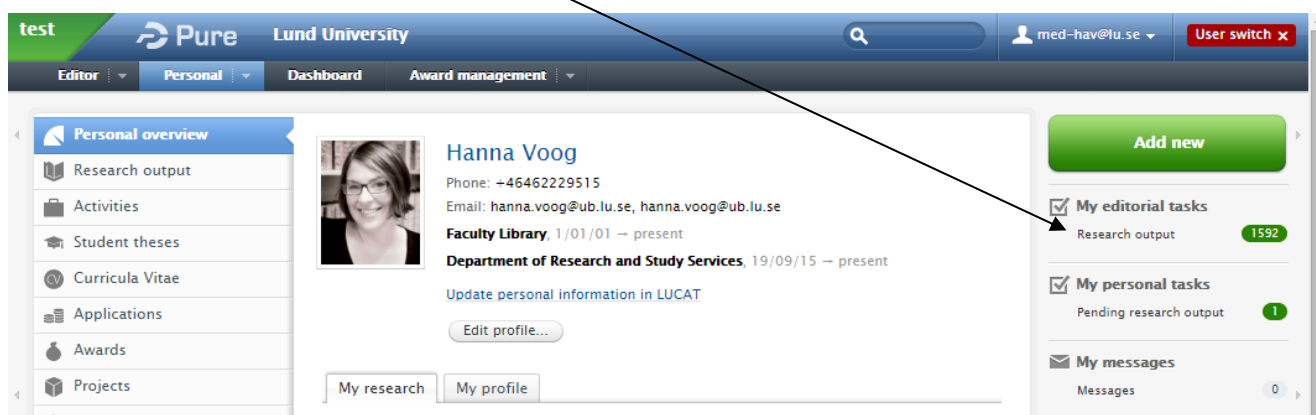 test
Pure
Lund University
med-hav@lu.se
User switch x
Editor
Personal
Dashboard
Award management
Personal overview
Research output
Activities
Student theses
Curricula Vitae
Applications
Awards
Projects
Hanna Voog
Phone: +46462229515
Email: hanna.voog@ub.lu.se, hanna.voog@ub.lu.se
Faculty Library, 1/01/01 → present
Department of Research and Study Services, 19/09/15 → present
Update personal information in LUCAT
Edit profile...
My research
My profile
Add new
My editorial tasks
Research output 1592
My personal tasks
Pending research output 1
My messages
Messages 0